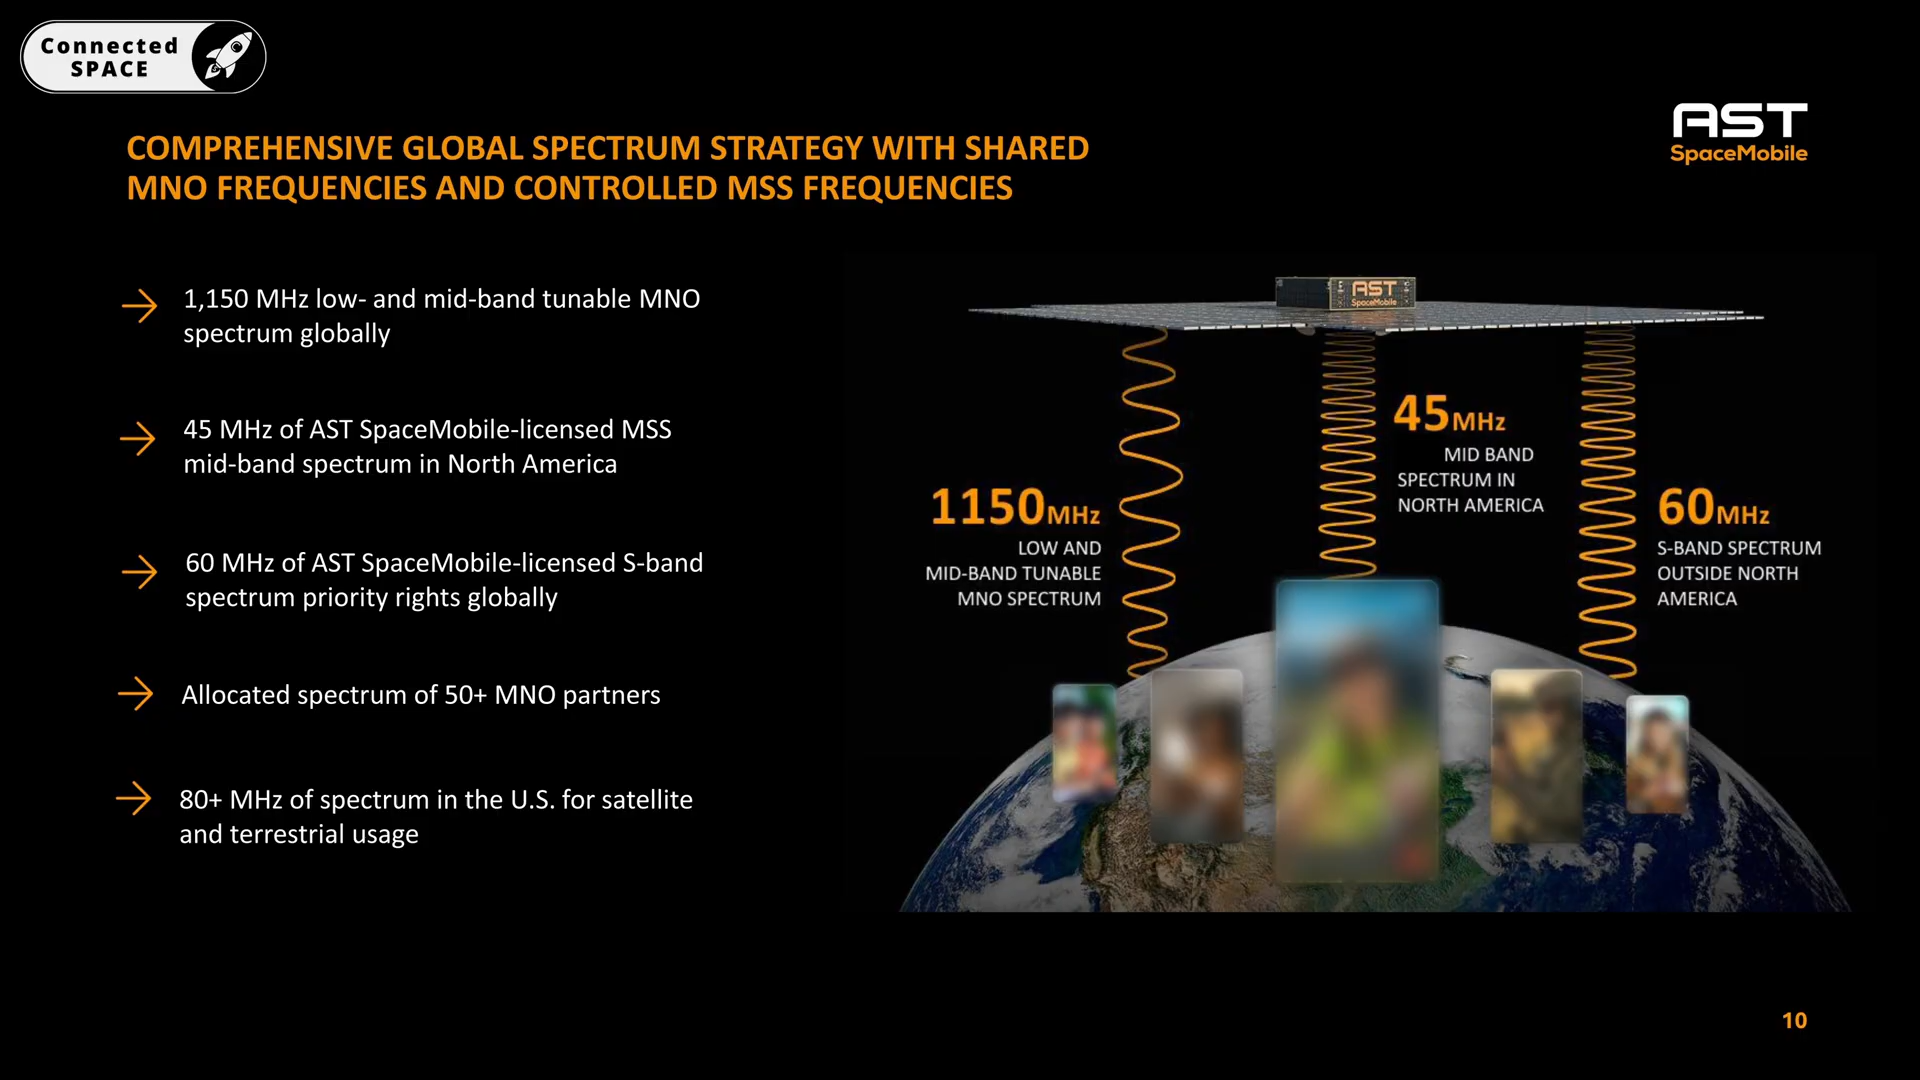 Connected
SPACE
AST
SpaceMobile
COMPREHENSIVE GLOBAL SPECTRUM STRATEGY WITH SHARED
MNO FREQUENCIES AND CONTROLLED MSS FREQUENCIES
1,150 MHz low- and mid-band tunable MNO
spectrum globally
45 MHz of AST SpaceMobile-licensed MSS
mid-band spectrum in North America
60 MHz of AST SpaceMobile-licensed S-band
spectrum priority rights globally
Allocated spectrum of 50+ MNO partners
80+ MHz of spectrum in the U.S. for satellite
and terrestrial usage
AST
SpaceMobile
1150MHz
LOW AND
MID-BAND TUNABLE
MNO SPECTRUM
45MHz
MID BAND
SPECTRUM IN
NORTH AMERICA
60MHz
S-BAND SPECTRUM
OUTSIDE NORTH
AMERICA
10